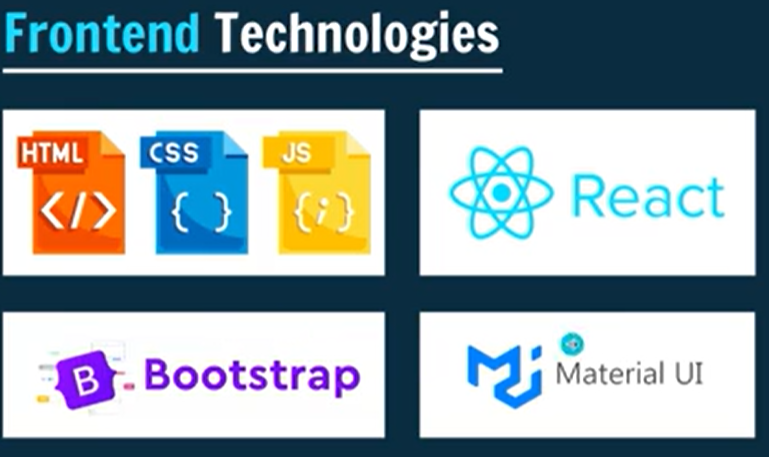 Frontend Technologies
HTML CSS JS
</> { } {;}
React
B Bootstrap
Material UI